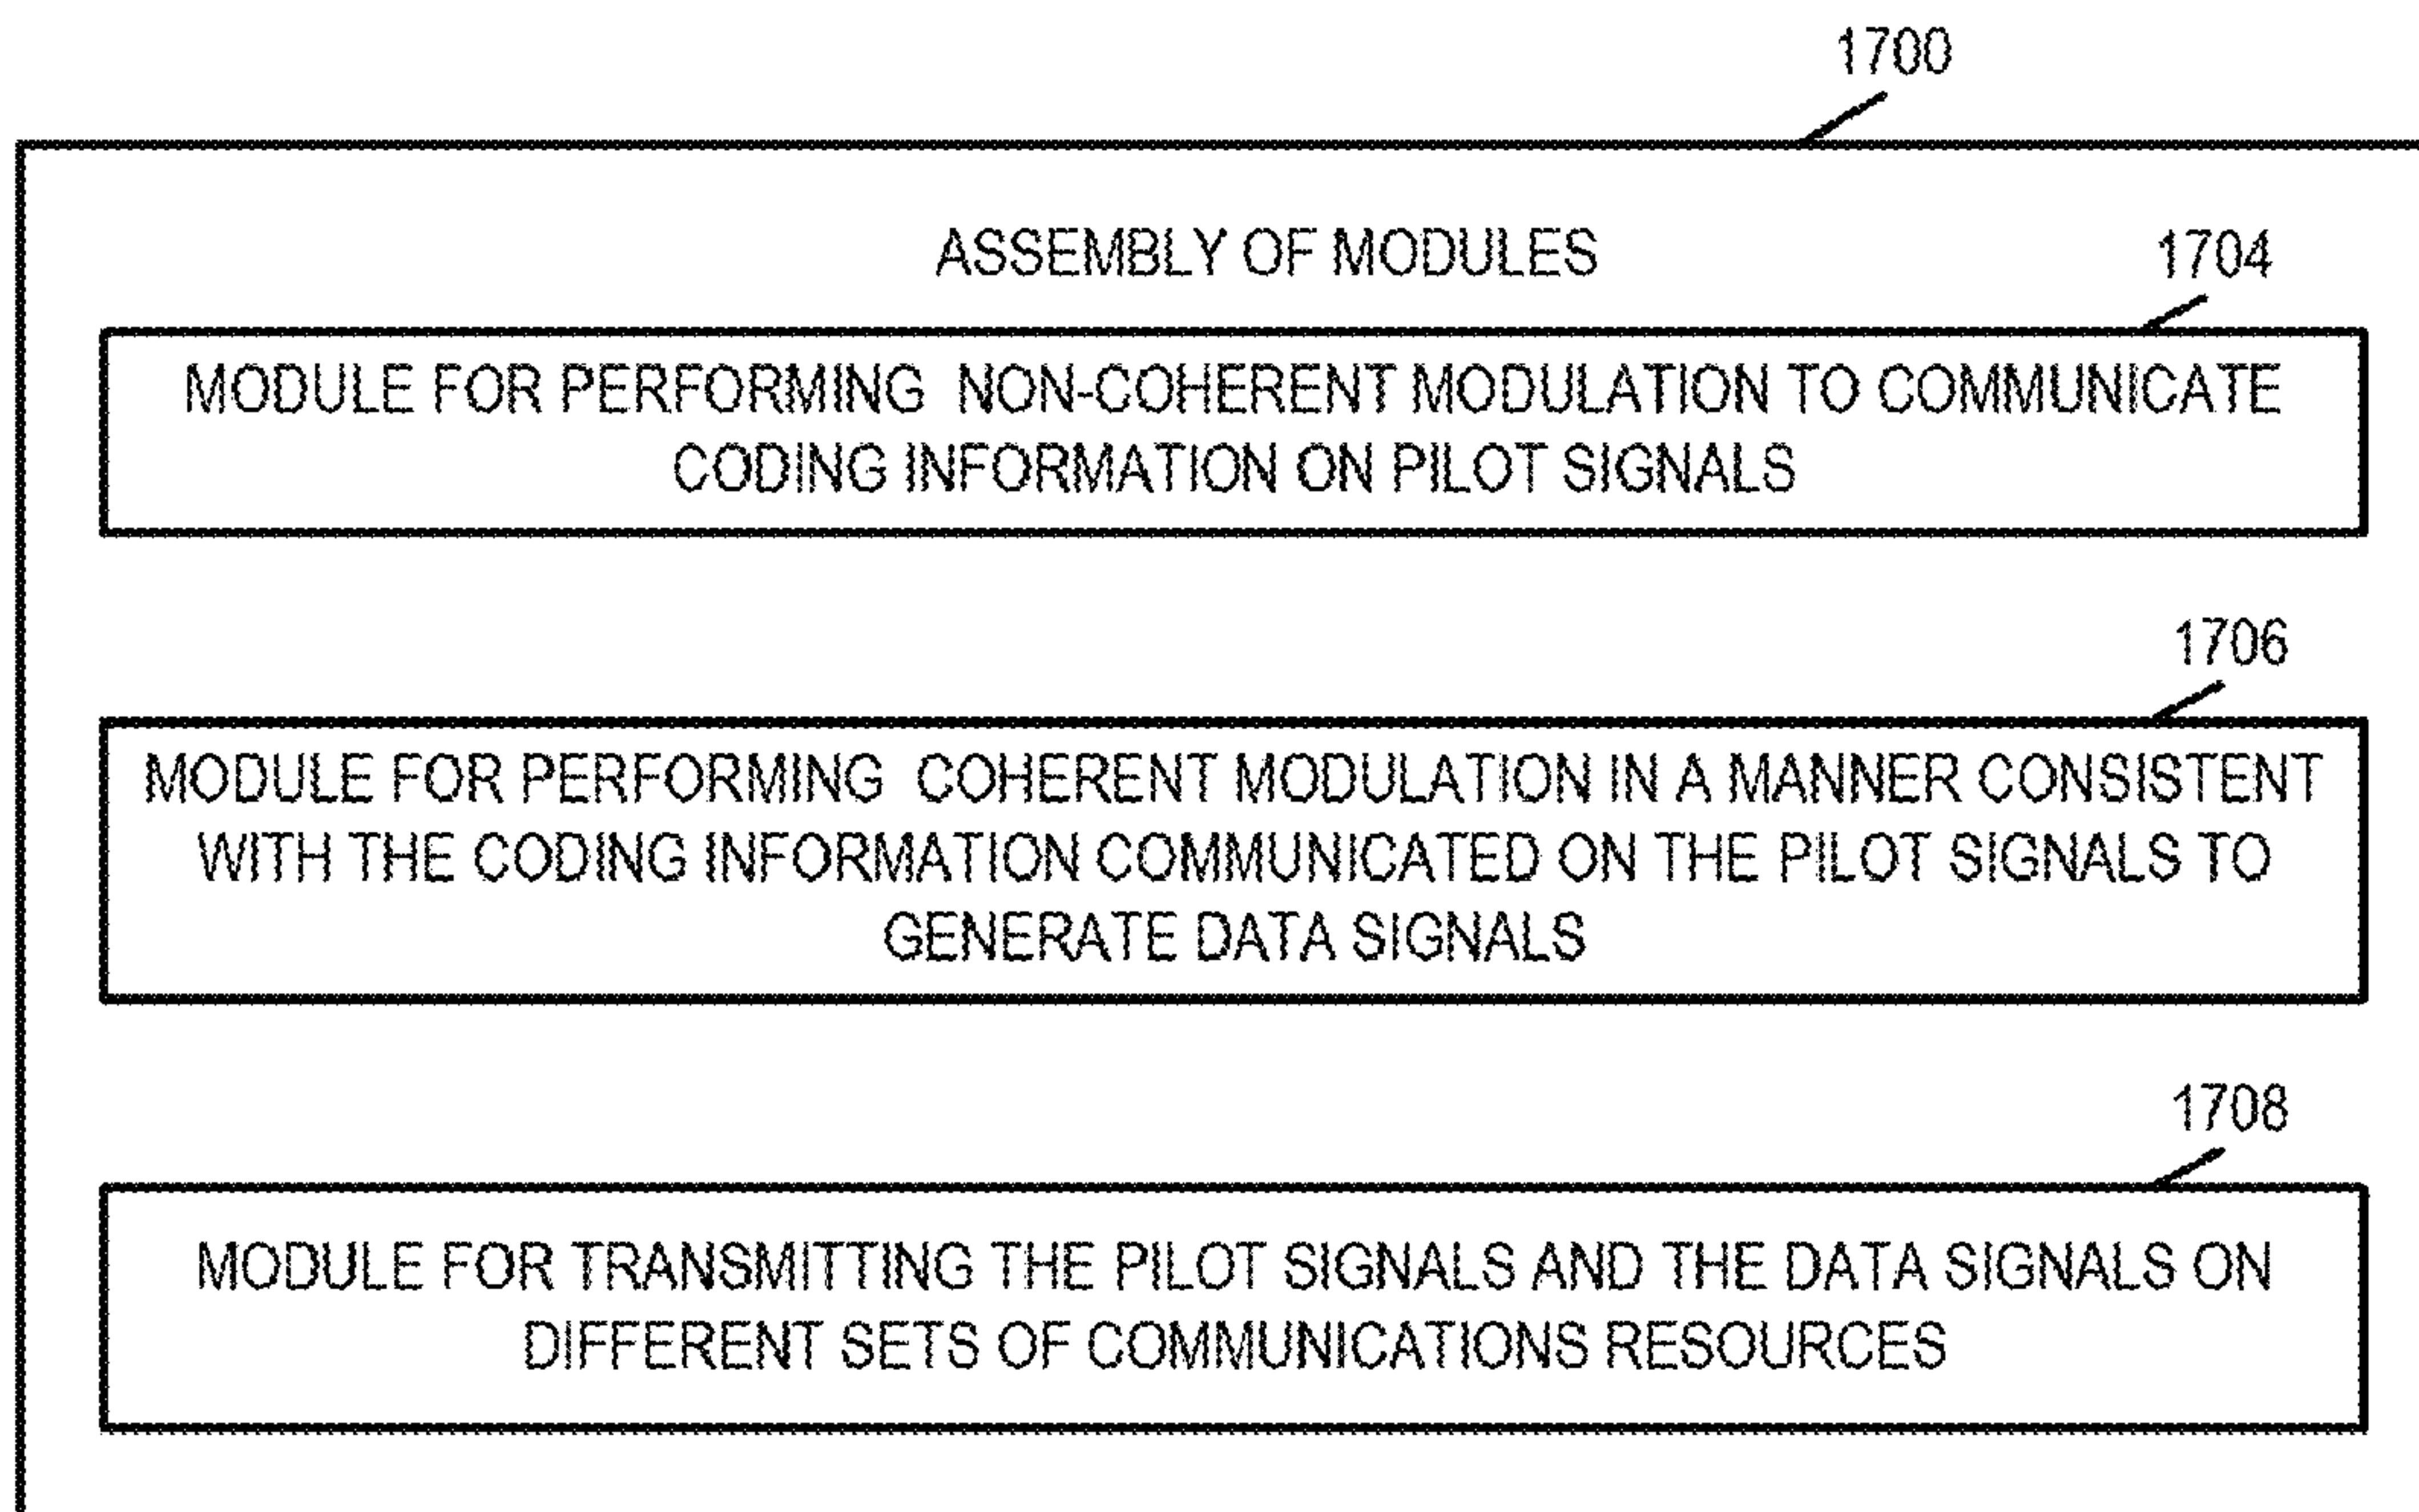 1700
ASSEMBLY OF MODULES
1704
MODULE FOR PERFORMING NON-COHERENT MODULATION TO COMMUNICATE
CODING INFORMATION ON PILOT SIGNALS
1706
MODULE FOR PERFORMING COHERENT MODULATION IN A MANNER CONSISTENT
WITH THE CODING INFORMATION COMMUNICATED ON THE PILOT SIGNALS TO
GENERATE DATA SIGNALS
1708
MODULE FOR TRANSMITTING THE PILOT SIGNALS AND THE DATA SIGNALS ON
DIFFERENT SETS OF COMMUNICATIONS RESOURCES